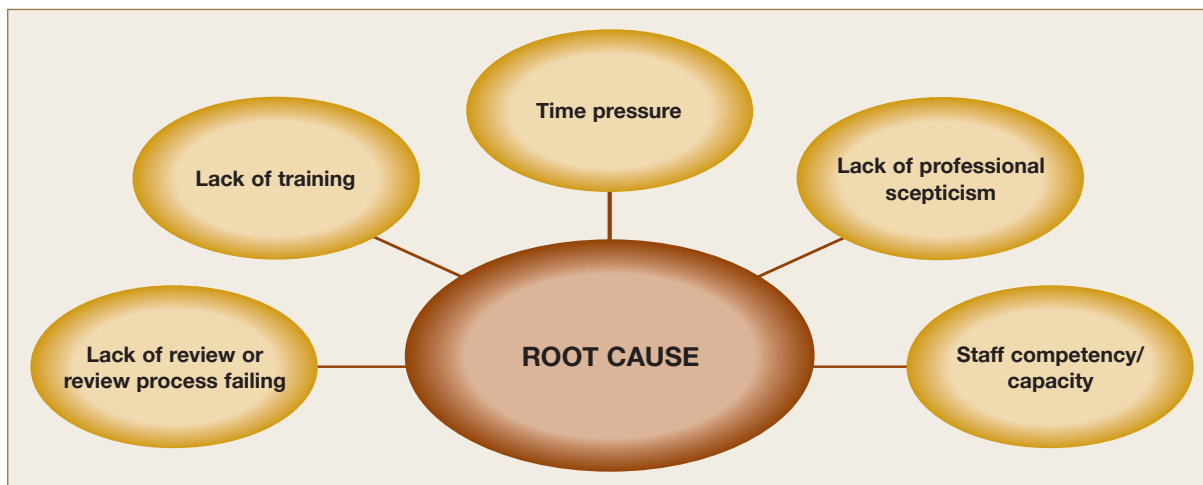 Time pressure
Lack of training
Lack of professional
scepticism
Lack of review or
review process failing
ROOT CAUSE
Staff competency/
capacity